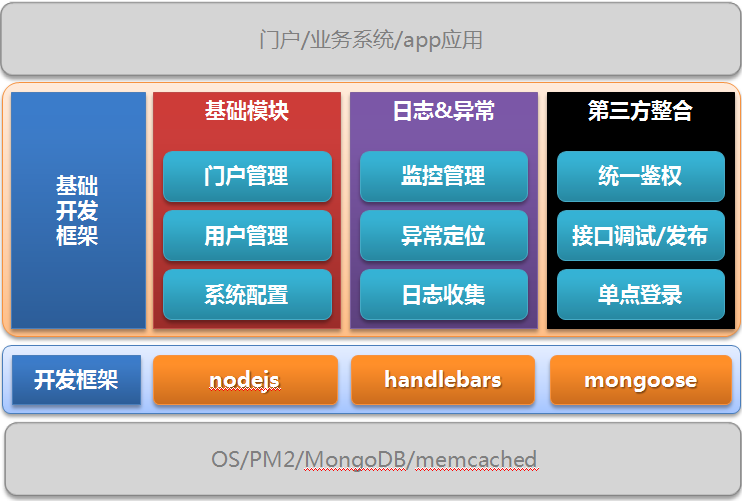 门户/业务系统/app应用
基础
开发
框架
基础模块
门户管理
用户管理
系统配置
日志&异常
监控管理
异常定位
日志收集
第三方整合
统一鉴权
接口调试/发布
单点登录
开发框架
nodejs
handlebars
mongoose
OS/PM2/MongoDB/memcached